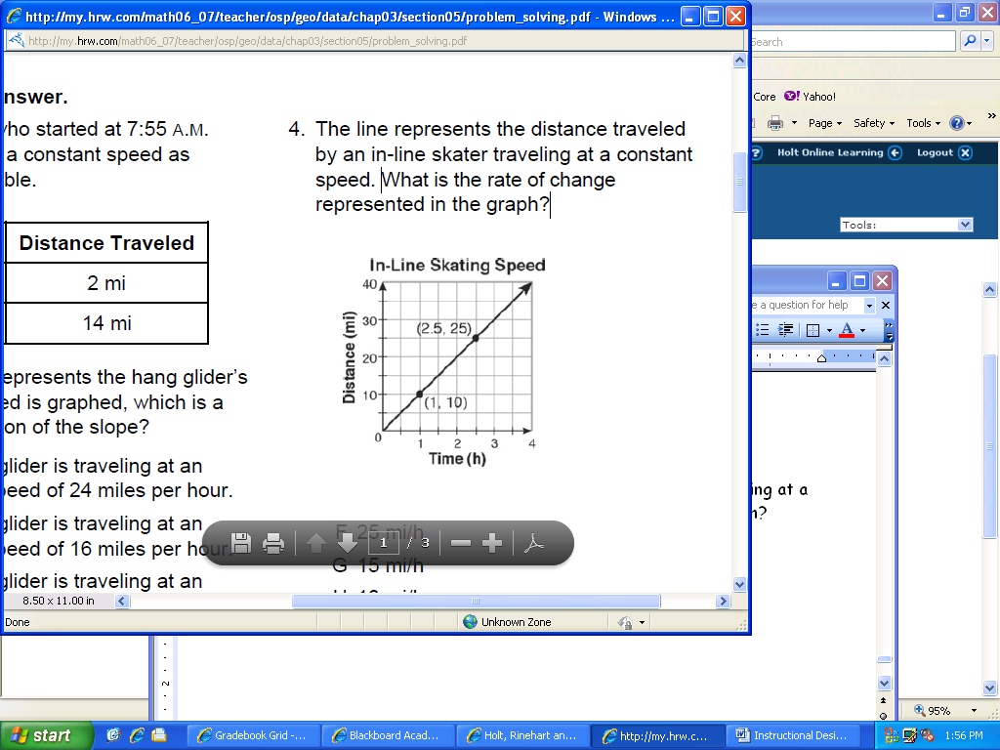 http://my.hrw.com/math06_07/teacher/osp/geo/data/chap03/section05/problem_solving.pdf - Windows ...
http://my.hrw.com/math06_07/teacher/osp/geo/data/chap03/section05/problem_solving.pdf
Search
Core Yahoo!
Page Safety Tools
Holt Online Learning Logout
Tools:
nswer.
who started at 7:55 A.M.
a constant speed as
ble.
Distance Traveled
2 mi
14 mi
epresents the hang glider's
ed is graphed, which is a
on of the slope?
glider is traveling at an
peed of 24 miles per hour.
glider is traveling at an
peed of 16 miles per hour.
glider is traveling at an
4. The line represents the distance traveled
by an in-line skater traveling at a constant
speed. What is the rate of change
represented in the graph?
In-Line Skating Speed
Distance (mi)
40
30
20
10
0
(2.5, 25)
(1, 10)
1 2 3 4
Time (h)
F 25 mi/h
G 15 mi/h
1 / 3
8.50 x 11.00 in
Done
Unknown Zone
e a question for help
ing at a
h?
2
95%
start
Gradebook Grid -...
Blackboard Acad...
Holt, Rinehart an...
http://my.hrw.c...
Instructional Desi...
1:56 PM